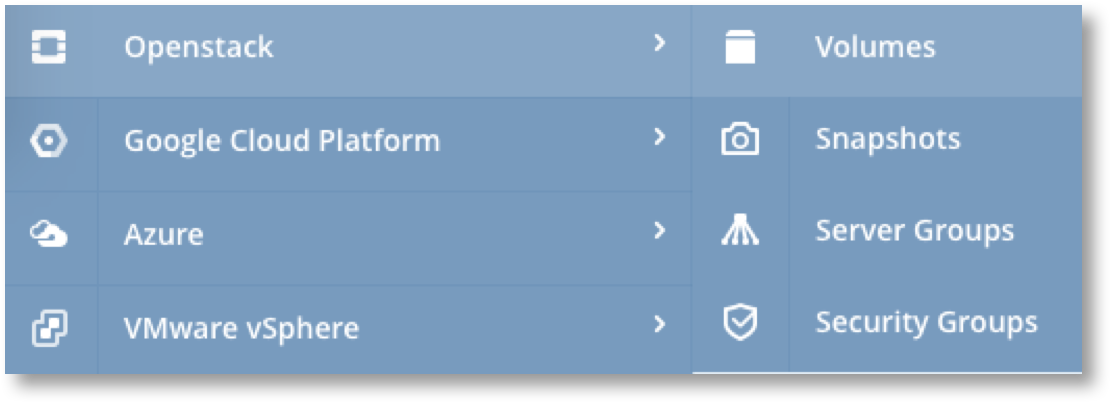 Openstack
Google Cloud Platform
Azure
VMware vSphere
Volumes
Snapshots
Server Groups
Security Groups